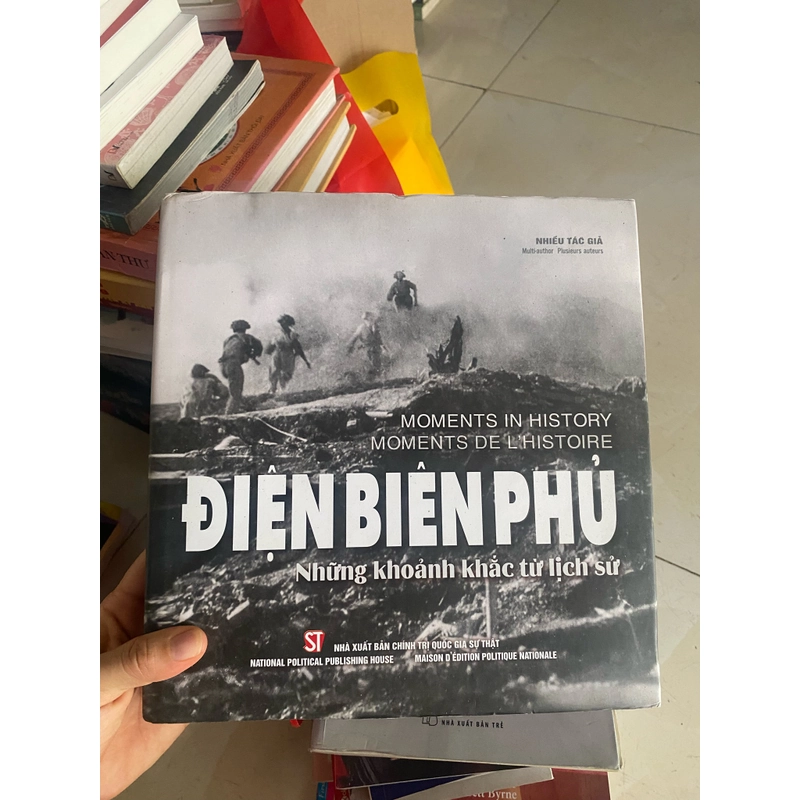 NHIỀU TÁC GIẢ
Multi-author Plusieurs auteurs
MOMENTS IN HISTORY
MOMENTS DE L'HISTOIRE
ĐIỆN BIÊN PHỦ
Những khoảnh khắc từ lịch sử
ST
NHÀ XUẤT BẢN CHÍNH TRỊ QUỐC GIA SỰ THẬT
NATIONAL POLITICAL PUBLISHING HOUSE MAISON D'ÉDITION POLITIQUE NATIONALE
NHÀ XUẤT BẢN TRẺ
Byrne